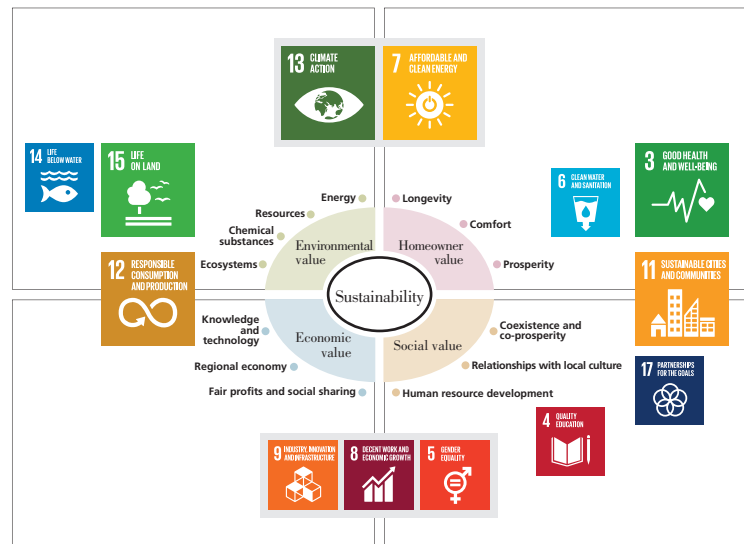 13 CLIMATE
ACTION
7 AFFORDABLE AND
CLEAN ENERGY
14 LIFE
BELOW WATER
15 LIFE
ON LAND
6 CLEAN WATER
AND SANITATION
3 GOOD HEALTH
AND WELL-BEING
Energy
Resources
Chemical
substances
Ecosystems
Environmental
value
Longevity
Comfort
Prosperity
Homeowner
value
12 RESPONSIBLE
CONSUMPTION
AND PRODUCTION
11 SUSTAINABLE CITIES
AND COMMUNITIES
Sustainability
Knowledge
and
technology
Regional economy
Fair profits and social sharing
Economic
value
Social value
Coexistence and
co-prosperity
Relationships with local culture
Human resource development
17 PARTNERSHIPS
FOR THE GOALS
4 QUALITY
EDUCATION
9 INDUSTRY, INNOVATION
AND INFRASTRUCTURE
8 DECENT WORK AND
ECONOMIC GROWTH
5 GENDER
EQUALITY